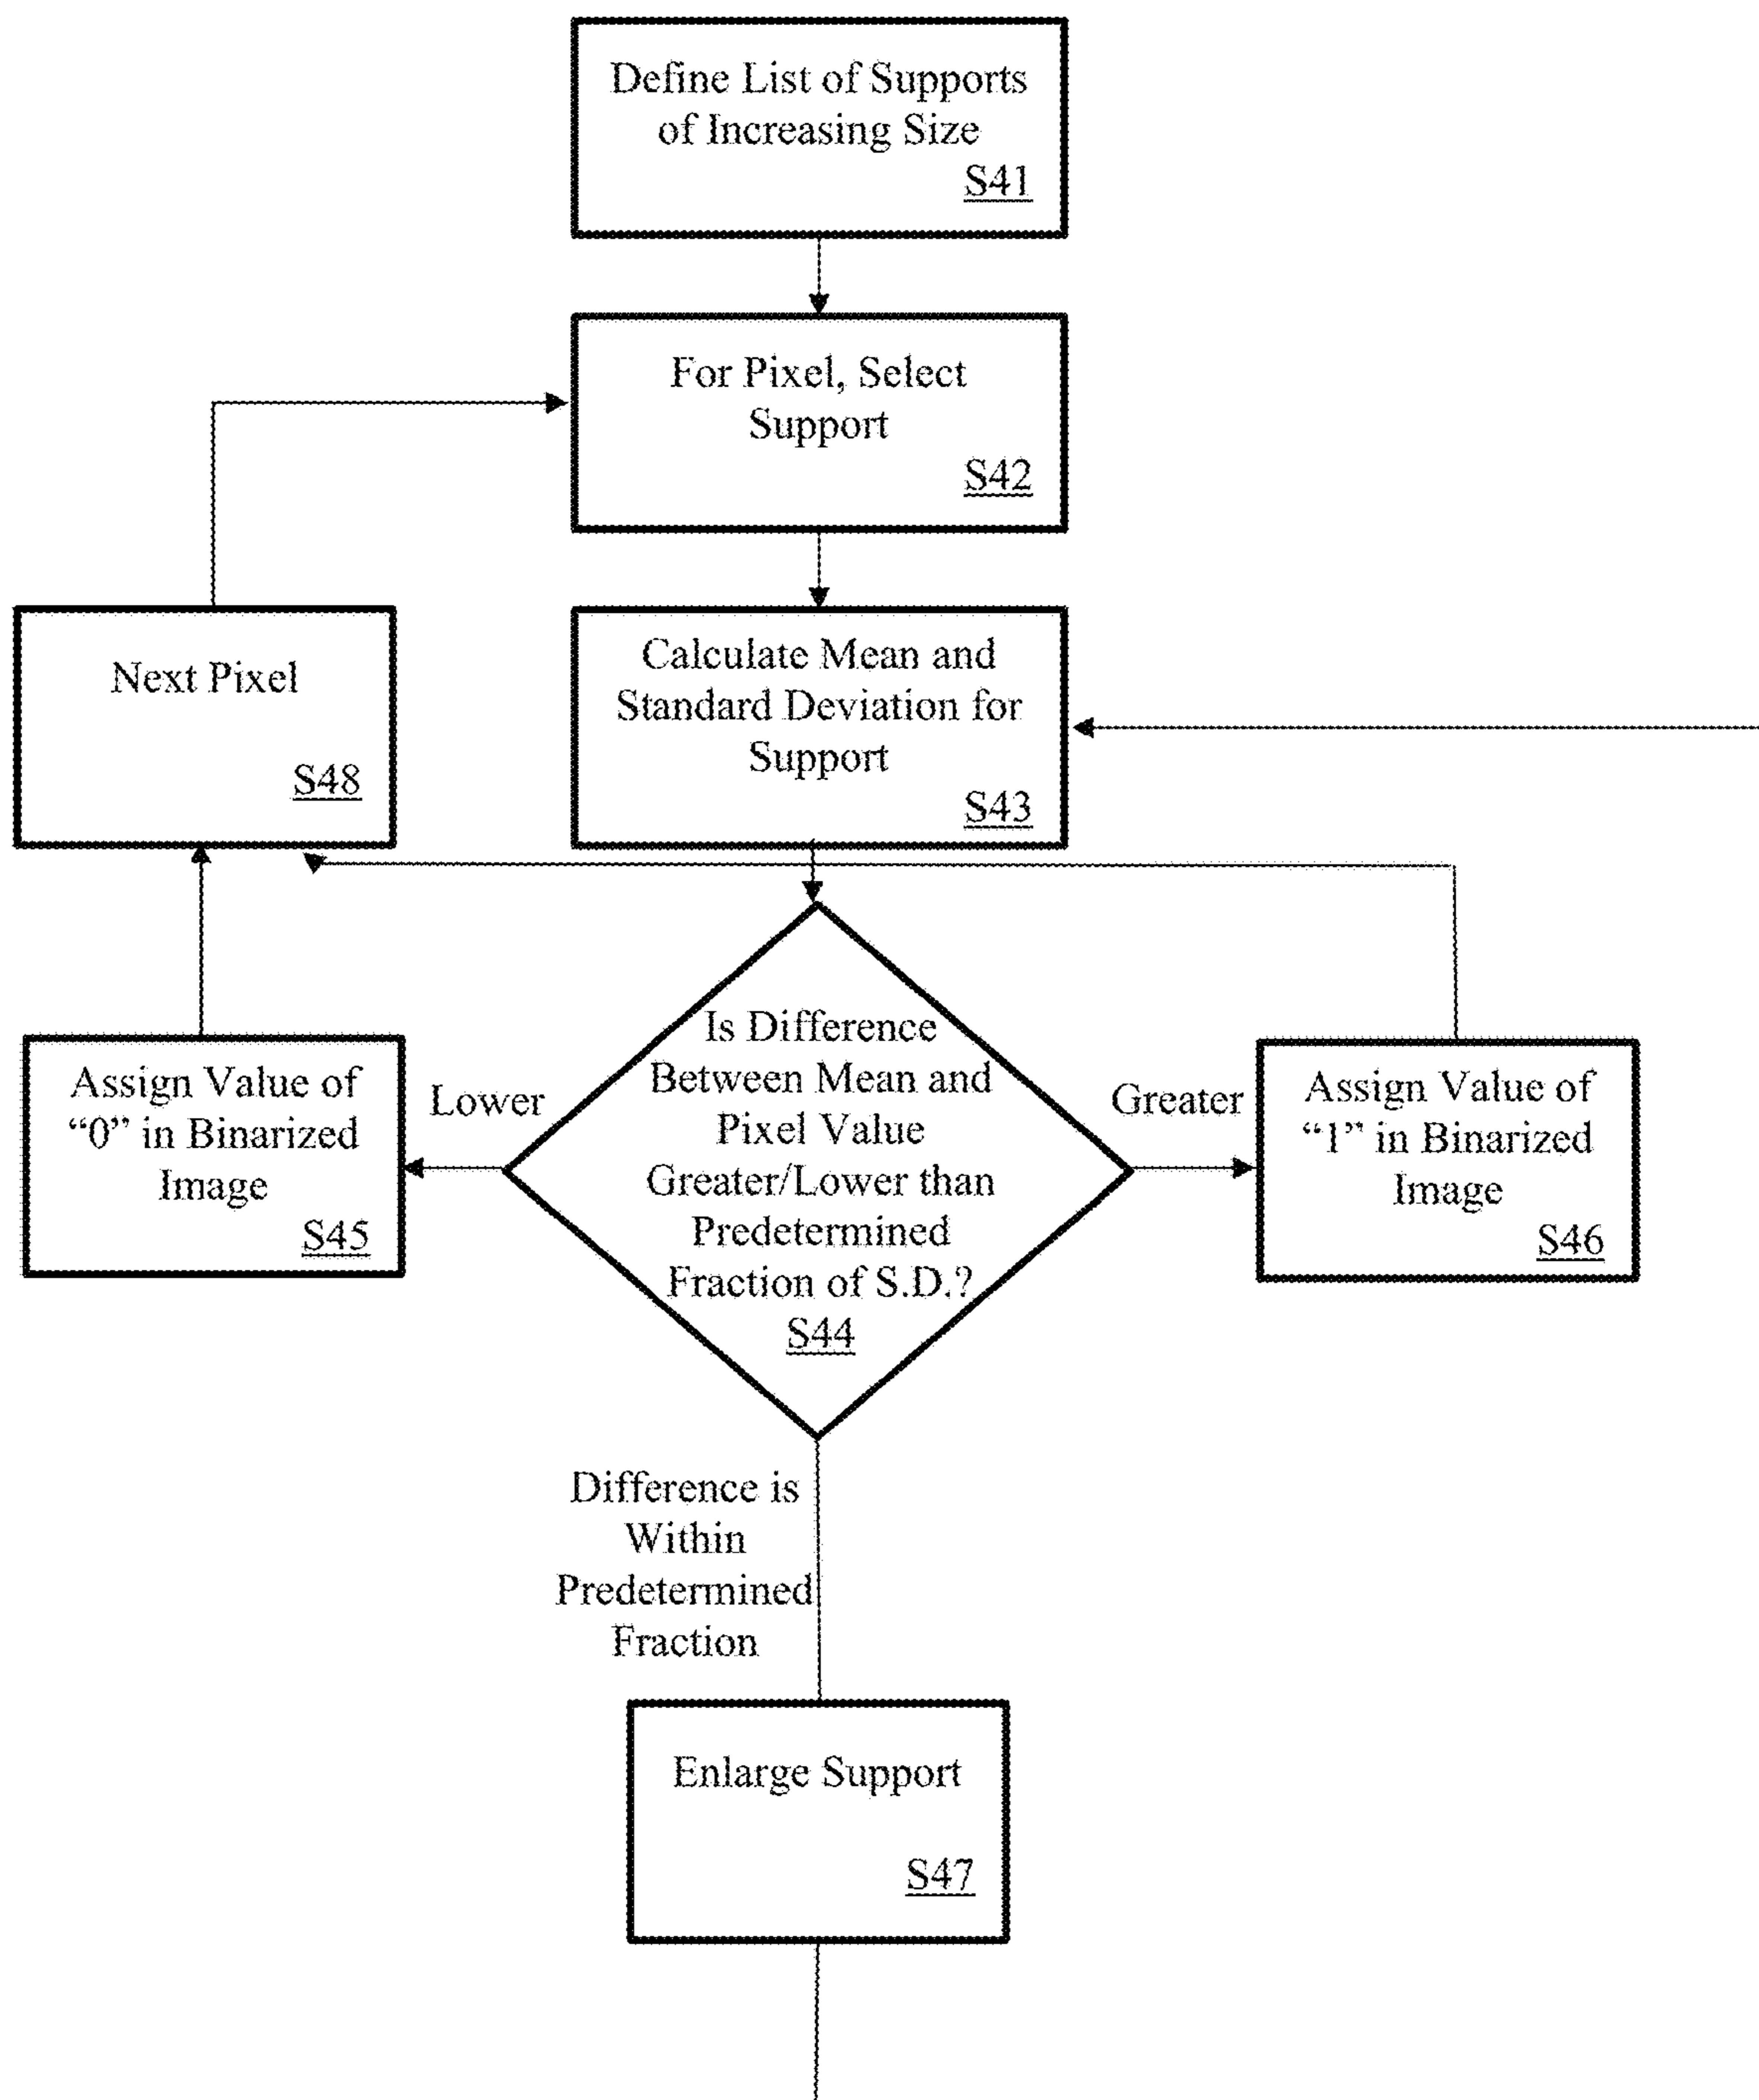 Define List of Supports
of Increasing Size
S41
For Pixel, Select
Support
S42
Next Pixel
S48
Calculate Mean and
Standard Deviation for
Support
S43
Assign Value of
“0” in Binarized
Image
S45
Lower
Is Difference
Between Mean and
Pixel Value
Greater/Lower than
Predetermined
Fraction of S.D.?
S44
Greater
Assign Value of
“1” in Binarized
Image
S46
Difference is
Within
Predetermined
Fraction
Enlarge Support
S47